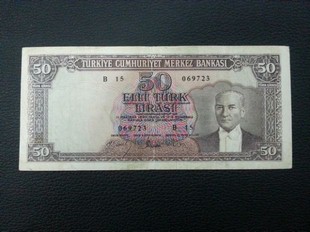 TÜRKİYE CUMHURİYET MERKEZ BANKASI
50 50
B 15 069723
50
ELLİ TÜRK
LİRASI
069723 B 15
50 50